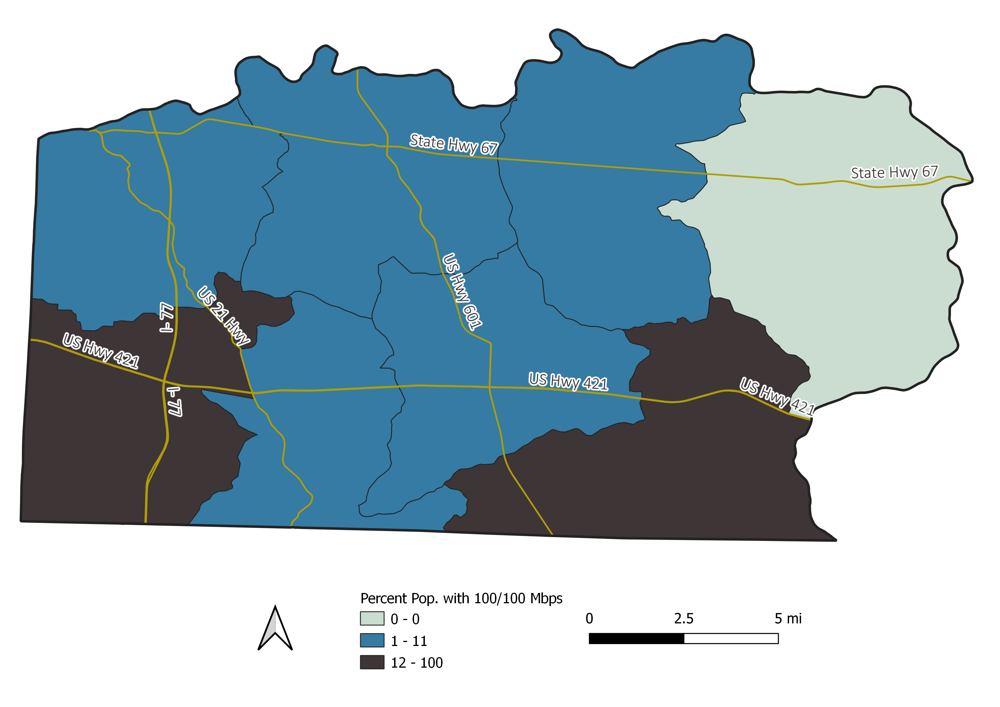 State Hwy 67
State Hwy 67
US Hwy 601
US 21 Hwy
I-77
US Hwy 421
US Hwy 421
US Hwy 421
I-77
Percent Pop. with 100/100 Mbps
0 - 0
1 - 11
12 - 100
0 2.5 5 mi